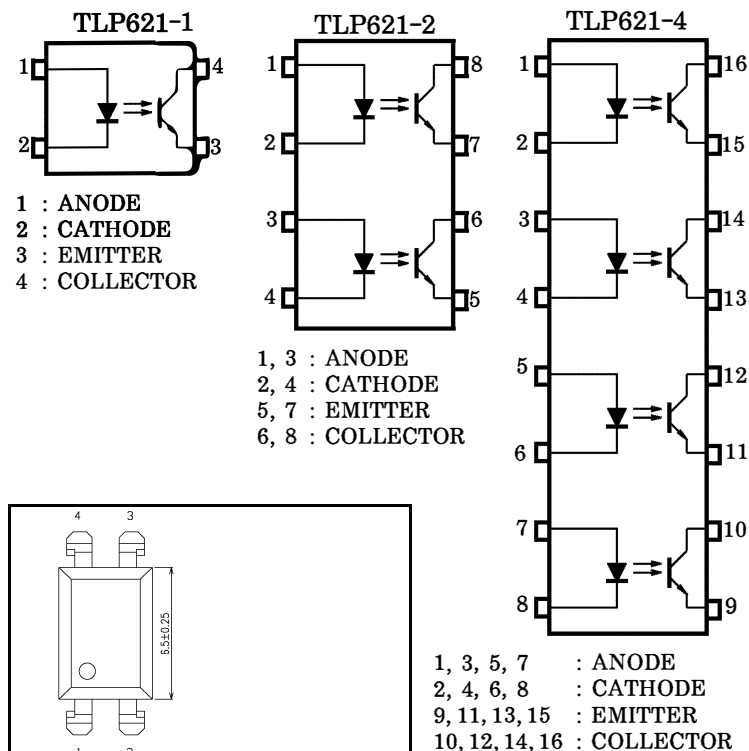 TLP621-1
1
4
2
3
1 : ANODE
2 : CATHODE
3 : EMITTER
4 : COLLECTOR
TLP621-2
1
8
2
7
3
6
4
5
1, 3 : ANODE
2, 4 : CATHODE
5, 7 : EMITTER
6, 8 : COLLECTOR
TLP621-4
1
16
2
15
3
14
4
13
5
12
6
11
7
10
8
9
1, 3, 5, 7 : ANODE
2, 4, 6, 8 : CATHODE
9, 11, 13, 15 : EMITTER
10, 12, 14, 16 : COLLECTOR
4 3